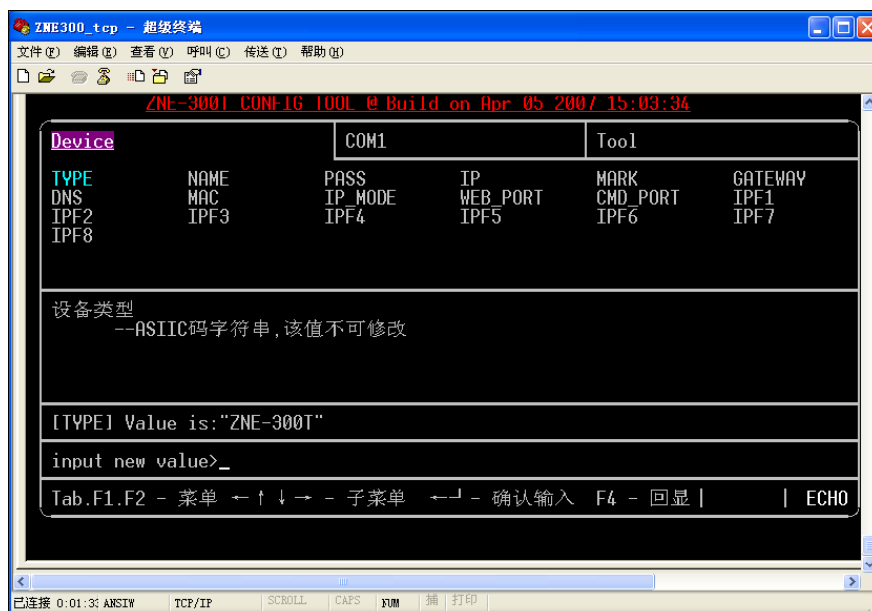 ZNE300_tcp - 超级终端
文件(F) 编辑(E) 查看(V) 呼叫(C) 传送(T) 帮助(H)
ZNE-300T CONFIG TOOL @ Build on Apr 05 2007 15:03:34
Device COM1 Tool
TYPE NAME PASS IP MARK GATEWAY
DNS MAC IP_MODE WEB_PORT CMD_PORT IPF1
IPF2 IPF3 IPF4 IPF5 IPF6 IPF7
IPF8
设备类型
--ASIIC码字符串,该值不可修改
[TYPE] Value is:"ZNE-300T"
input new value>_
Tab.F1.F2 - 菜单 ←↑↓→ - 子菜单 ←┘- 确认输入 F4 - 回显| | ECHO
已连接 0:01:33 ANSIW TCP/IP SCROLL CAPS NUM 捕 打印